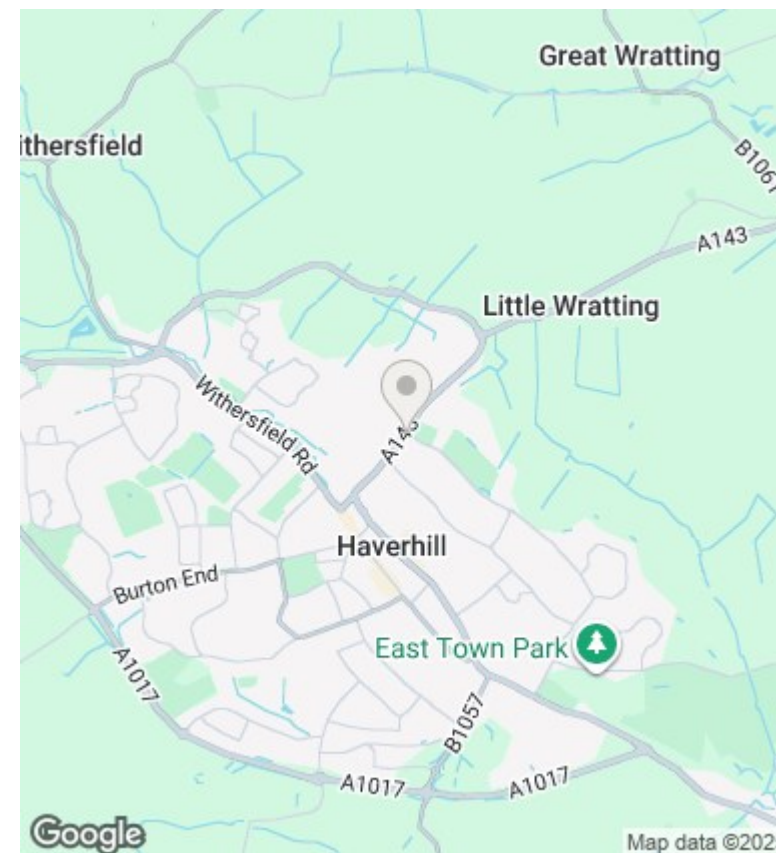 Great Wratting
ithersfield
B1061
A143
Little Wratting
Withersfield Rd
A143
Haverhill
Burton End
East Town Park
A1017
B1057
A1017
A1017
Google
Map data ©202